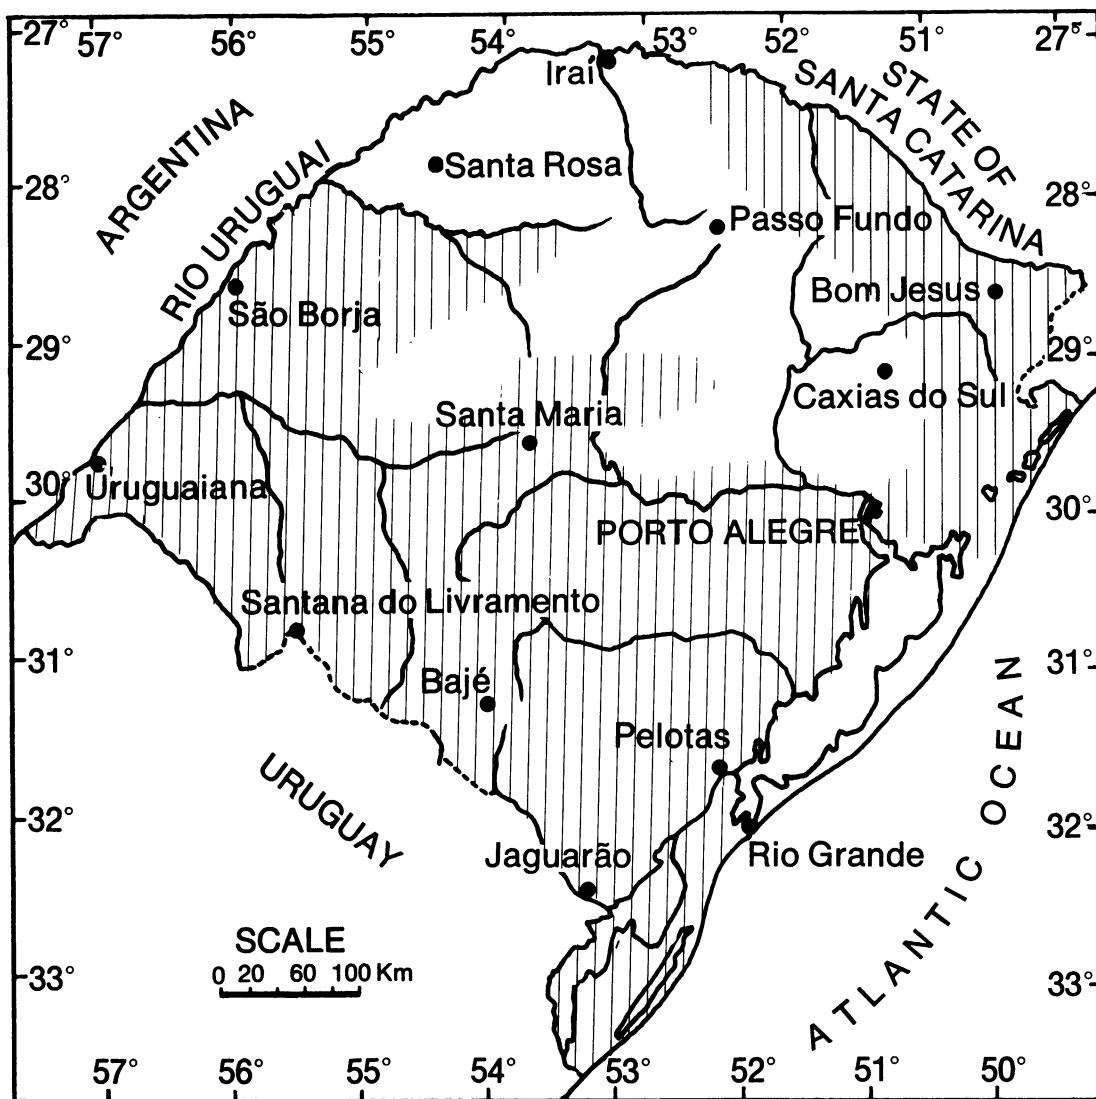 27°
57°
56°
55°
54°
53°
52°
51°
27°
Iraí
STATE OF
SANTA CATARINA
ARGENTINA
RIO URUGUAI
Santa Rosa
28°
28°
Passo Fundo
Bom Jesus
São Borja
29°
29°
Caxias do Sul
Santa Maria
Uruguaiana
30°
30°
PORTO ALEGRE
Santana do Livramento
31°
31°
Bajé
Pelotas
URUGUAY
ATLANTIC OCEAN
32°
32°
Jaguarão
Rio Grande
SCALE
0 20 60 100 Km
33°
33°
57°
56°
55°
54°
53°
52°
51°
50°